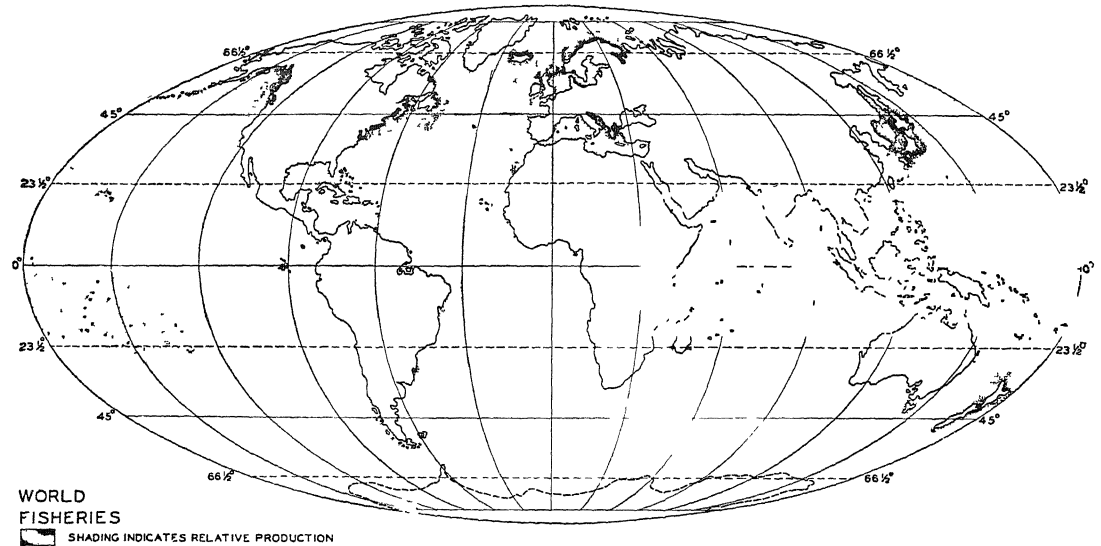 66½° 66½°
45° 45°
23½° 23½°
0° 0°
23½° 23½°
45° 45°
66½° 66½°
WORLD
FISHERIES
SHADING INDICATES RELATIVE PRODUCTION